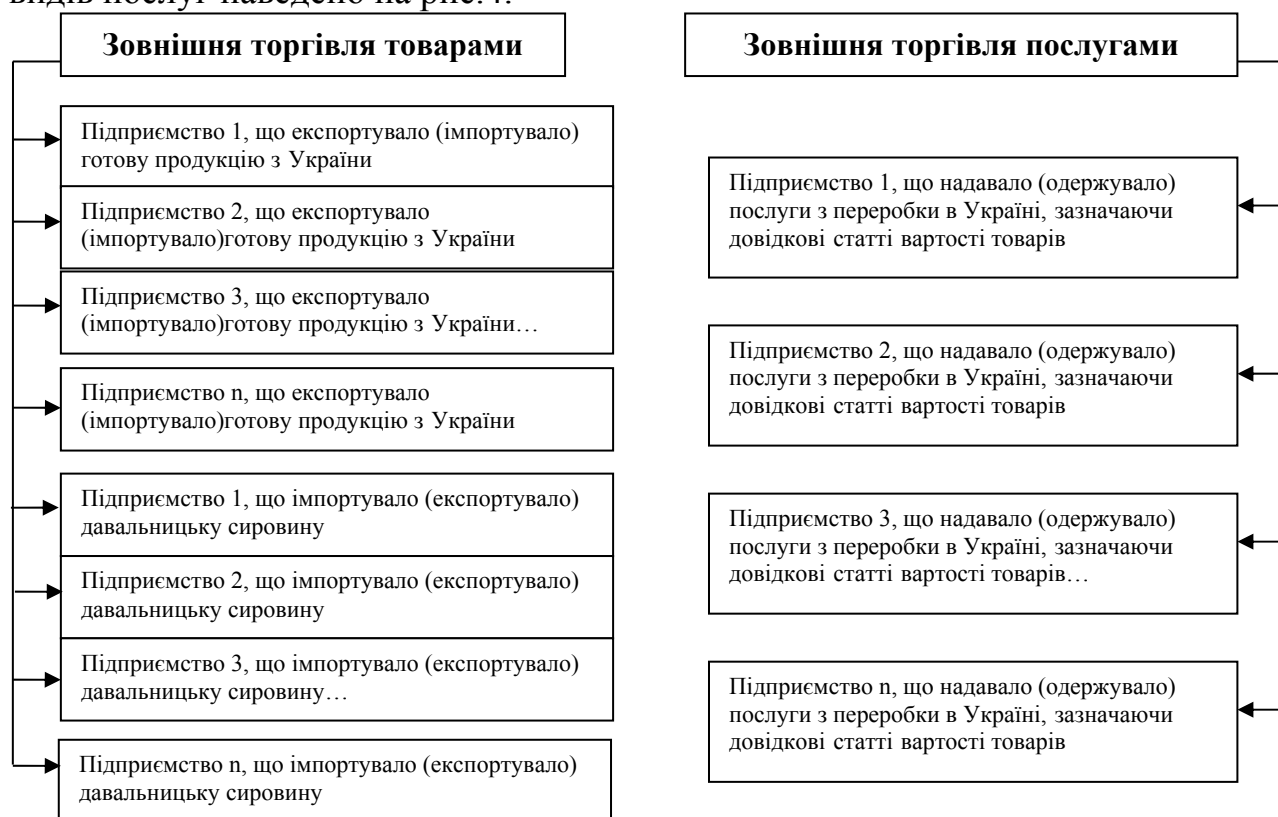 видів послуг наведено на рис.4.
Зовнішня торгівля товарами
Підприємство 1, що експортувало (імпортувало)
готову продукцію з України
Підприємство 2, що експортувало
(імпортувало)готову продукцію з України
Підприємство 3, що експортувало
(імпортувало)готову продукцію з України…
Підприємство n, що експортувало
(імпортувало)готову продукцію з України
Підприємство 1, що імпортувало (експортувало)
давальницьку сировину
Підприємство 2, що імпортувало (експортувало)
давальницьку сировину
Підприємство 3, що імпортувало (експортувало)
давальницьку сировину…
Підприємство n, що імпортувало (експортувало)
давальницьку сировину
Зовнішня торгівля послугами
Підприємство 1, що надавало (одержувало)
послуги з переробки в Україні, зазначаючи
довідкові статті вартості товарів
Підприємство 2, що надавало (одержувало)
послуги з переробки в Україні, зазначаючи
довідкові статті вартості товарів
Підприємство 3, що надавало (одержувало)
послуги з переробки в Україні, зазначаючи
довідкові статті вартості товарів…
Підприємство n, що надавало (одержувало)
послуги з переробки в Україні, зазначаючи
довідкові статті вартості товарів